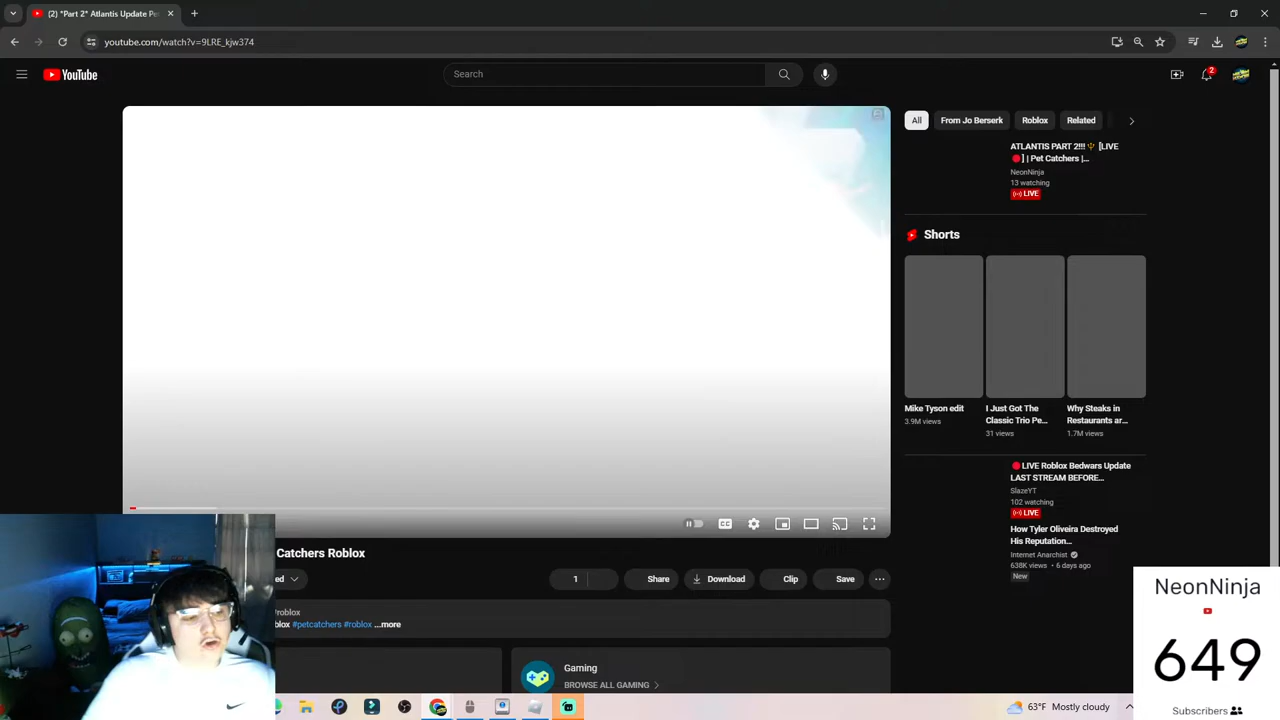 (2) *Part 2* Atlantis Update Pe
youtube.com/watch?v=9LRE_kjw374
YouTube
Search
2
All
From Jo Berserk
Roblox
Related
ATLANTIS PART 2!!!🔱 [LIVE
🔴] | Pet Catchers |...
NeonNinja
13 watching
LIVE
Shorts
Mike Tyson edit
3.9M views
I Just Got The
Classic Trio Pe...
31 views
Why Steaks in
Restaurants ar...
1.7M views
🔴LIVE Roblox Bedwars Update
LAST STREAM BEFORE...
SlazeYT
102 watching
LIVE
How Tyler Oliveira Destroyed
His Reputation...
Internet Anarchist
638K views • 6 days ago
New
CC
Catchers Roblox
ed
1
Share
Download
Clip
Save
roblox
blox #petcatchers #roblox ...more
Gaming
BROWSE ALL GAMING
NeonNinja
649
Subscribers
63°F Mostly cloudy